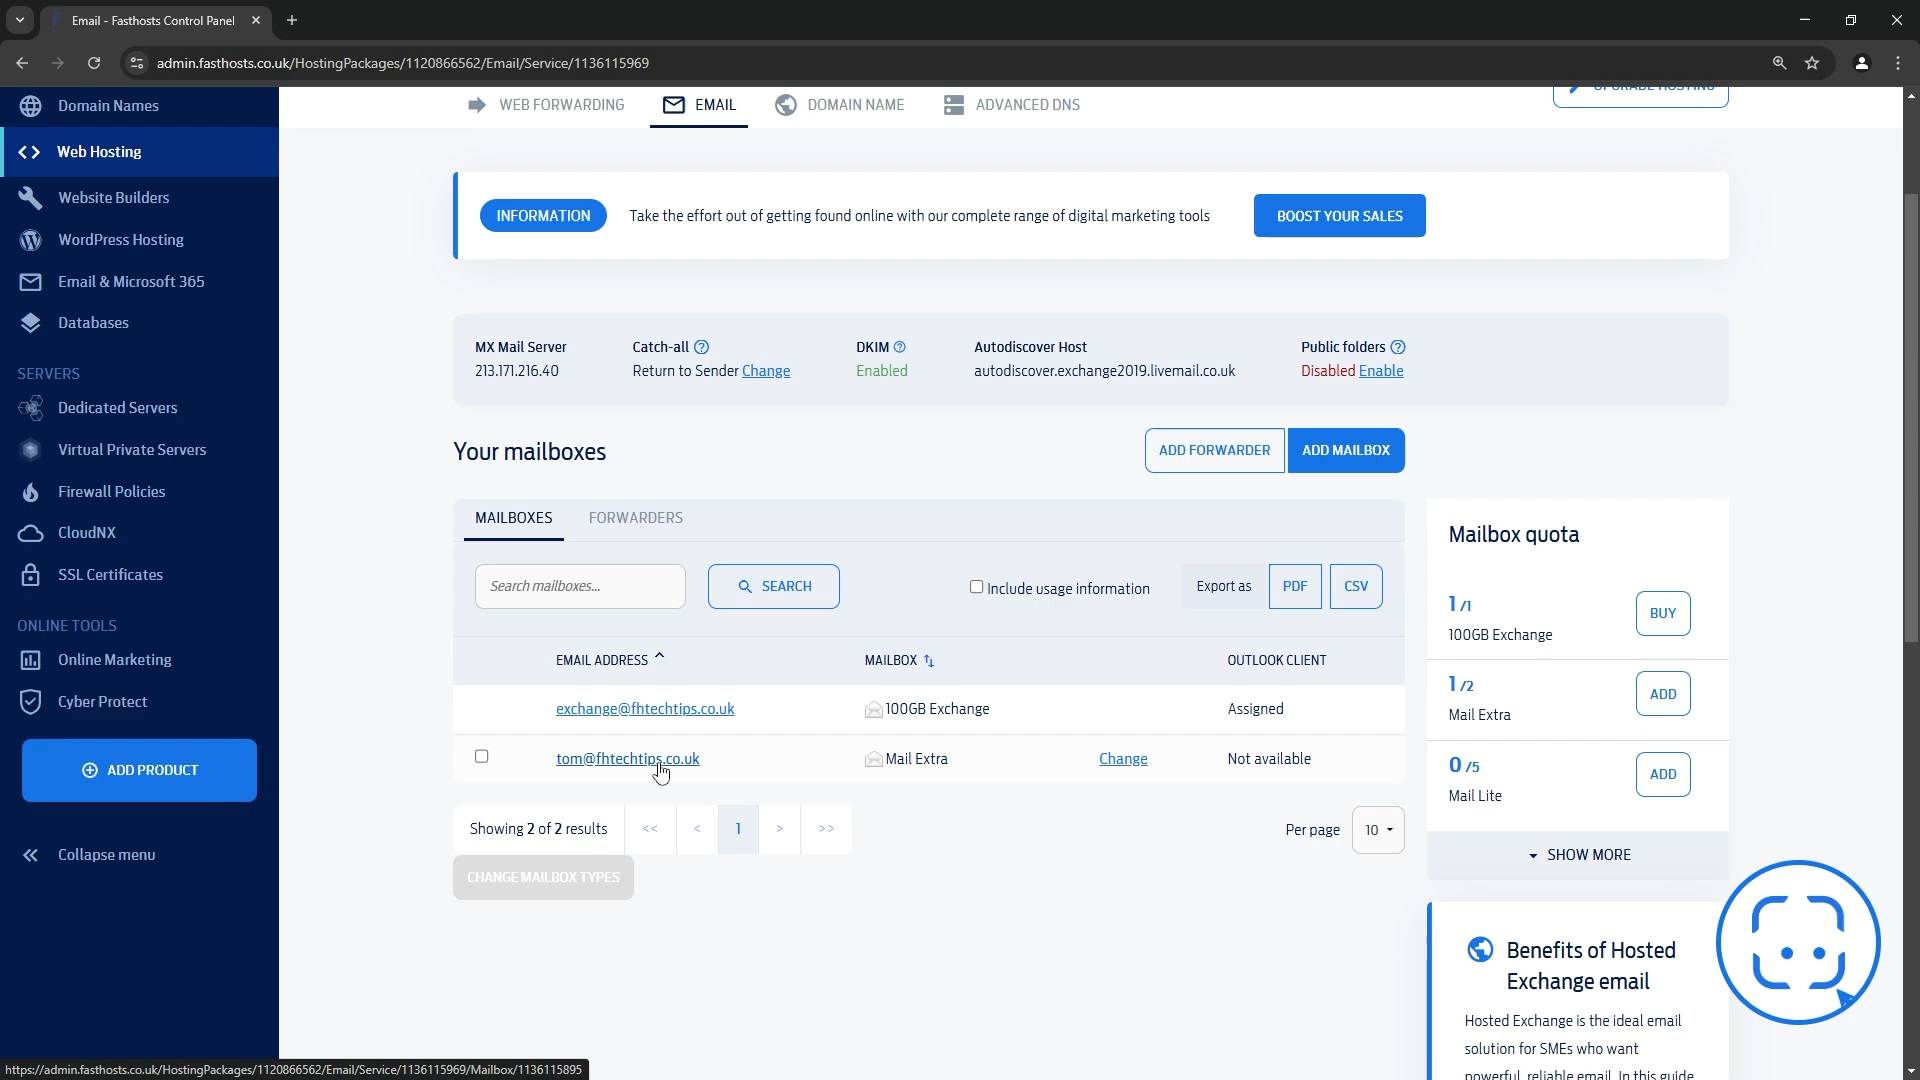 Email - Fasthosts Control Panel
admin.fasthosts.co.uk/HostingPackages/1120866562/Email/Service/1136115969
Domain Names
Web Hosting
Website Builders
WordPress Hosting
Email & Microsoft 365
Databases
SERVERS
Dedicated Servers
Virtual Private Servers
Firewall Policies
CloudNX
SSL Certificates
ONLINE TOOLS
Online Marketing
Cyber Protect
ADD PRODUCT
Collapse menu
WEB FORWARDING
EMAIL
DOMAIN NAME
ADVANCED DNS
UPGRADE HOSTING
INFORMATION
Take the effort out of getting found online with our complete range of digital marketing tools
BOOST YOUR SALES
MX Mail Server
213.171.216.40
Catch-all
Return to Sender Change
DKIM
Enabled
Autodiscover Host
autodiscover.exchange2019.livemail.co.uk
Public folders
Disabled Enable
Your mailboxes
ADD FORWARDER
ADD MAILBOX
MAILBOXES
FORWARDERS
Search mailboxes...
SEARCH
Include usage information
Export as
PDF
CSV
EMAIL ADDRESS
MAILBOX
OUTLOOK CLIENT
exchange@fhtechtips.co.uk
100GB Exchange
Assigned
tom@fhtechtips.co.uk
Mail Extra
Change
Not available
Showing 2 of 2 results
<<
<
1
>
>>
Per page
10
CHANGE MAILBOX TYPES
Mailbox quota
1 /1
100GB Exchange
BUY
1 /2
Mail Extra
ADD
0 /5
Mail Lite
ADD
SHOW MORE
Benefits of Hosted
Exchange email
Hosted Exchange is the ideal email
solution for SMEs who want
powerful, reliable email. In this guide
https://admin.fasthosts.co.uk/HostingPackages/1120866562/Email/Service/1136115969/Mailbox/1136115895